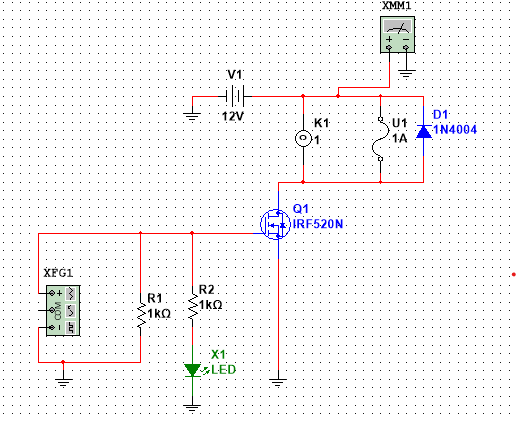 XMM1
+ −
V1
12V
K1
1
U1
1A
D1
1N4004
Q1
IRF520N
XFG1
+
COM
−
R1
1kΩ
R2
1kΩ
X1
LED